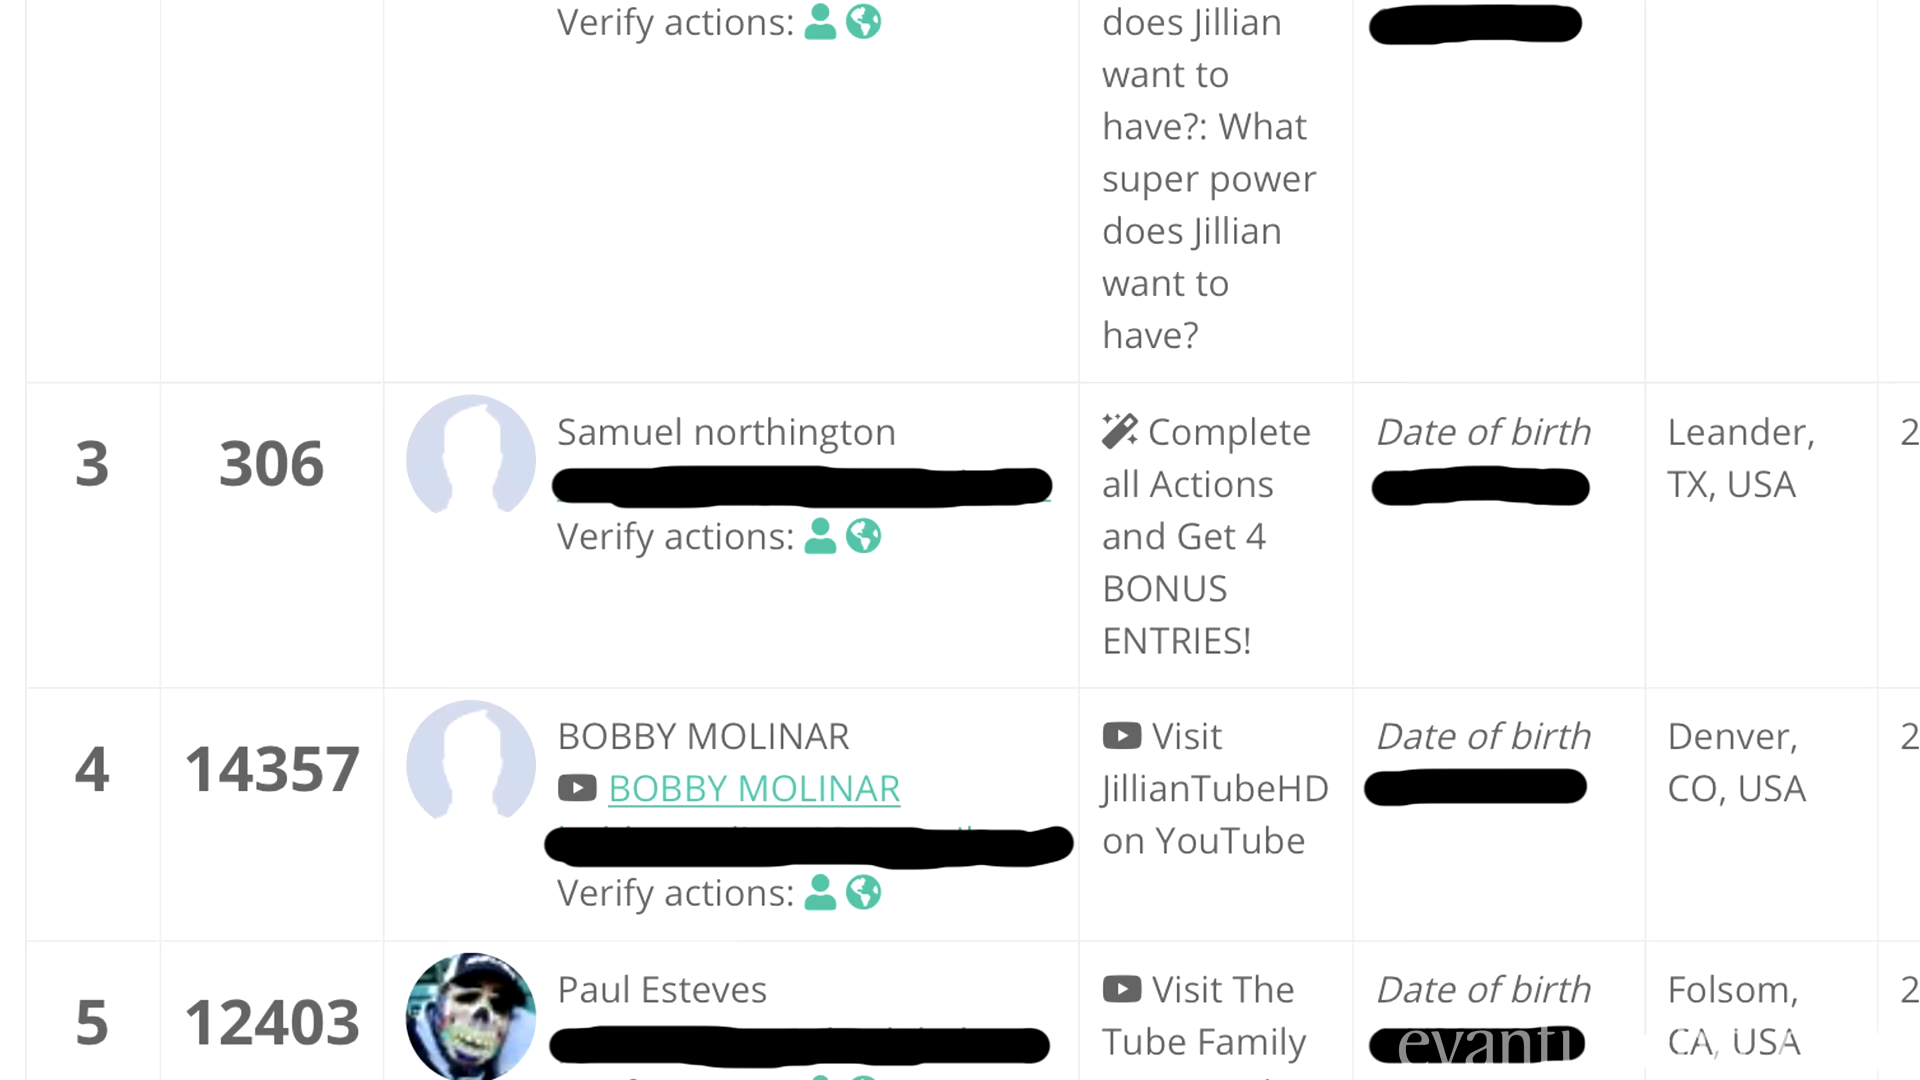 Verify actions:
does Jillian
want to
have?: What
super power
does Jillian
want to
have?
3
306
Samuel northington
Verify actions:
Complete
all Actions
and Get 4
BONUS
ENTRIES!
Date of birth
Leander,
TX, USA
2
4
14357
BOBBY MOLINAR
BOBBY MOLINAR
Verify actions:
Visit
JillianTubeHD
on YouTube
Date of birth
Denver,
CO, USA
2
5
12403
Paul Esteves
Visit The
Tube Family
Date of birth
Folsom,
CA, USA
2
evantu